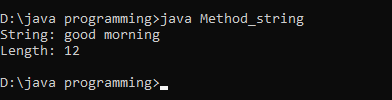 D:\java programming>java Method_string
String: good morning
Length: 12
D:\java programming>